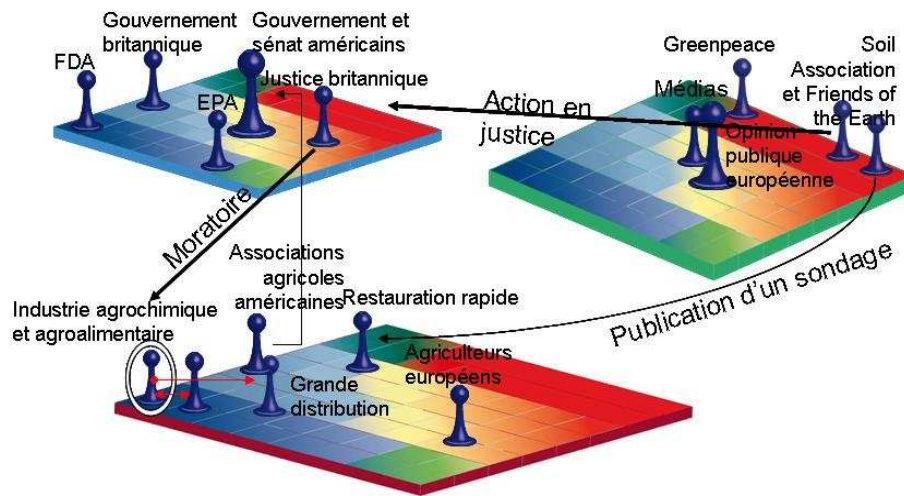 Gouvernement
britannique
Gouvernement et
sénat américains
FDA
Justice britannique
EPA
Greenpeace
Soil
Association
et Friends of
the Earth
Médias
Opinion
publique
européenne
Action en
justice
Moratoire
Associations
agricoles
américaines
Publication d'un sondage
Industrie agrochimique
et agroalimentaire
Restauration rapide
Agriculteurs
européens
Grande
distribution